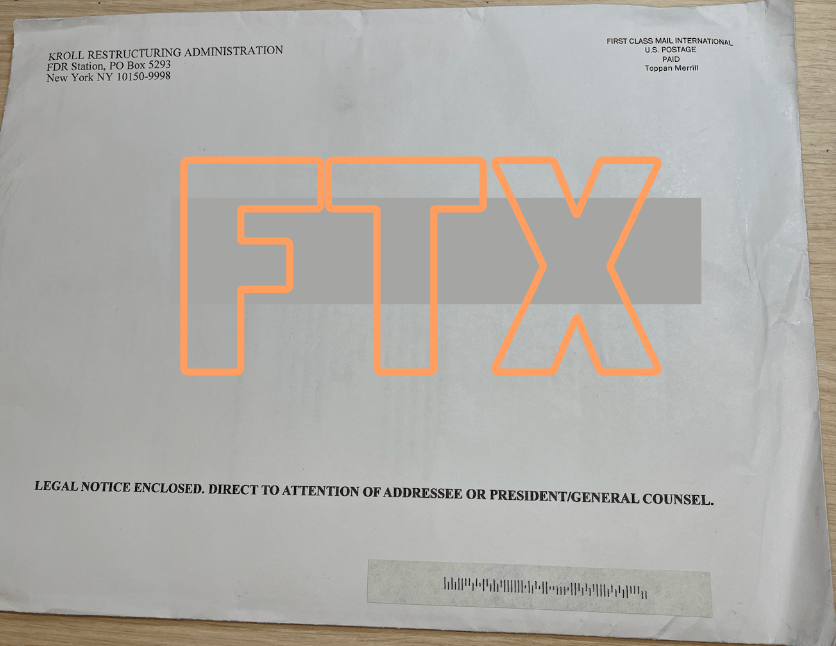 KROLL RESTRUCTURING ADMINISTRATION
FDR Station, PO Box 5293
New York NY 10150-9998
FIRST CLASS MAIL INTERNATIONAL
U.S. POSTAGE
PAID
Toppan Merrill
FTX
LEGAL NOTICE ENCLOSED. DIRECT TO ATTENTION OF ADDRESSEE OR PRESIDENT/GENERAL COUNSEL.